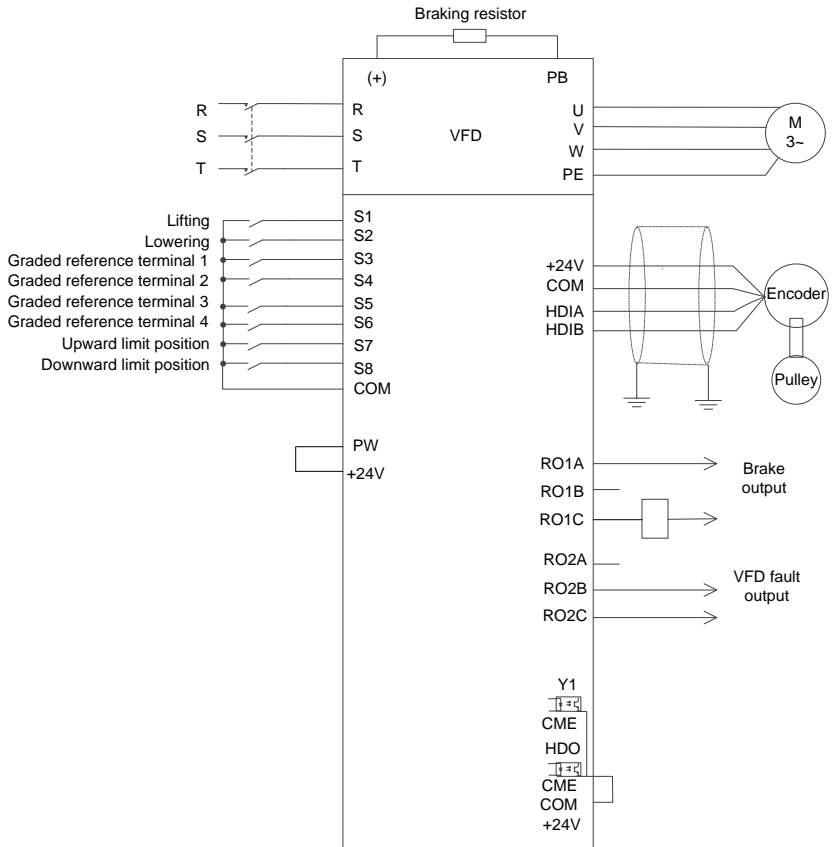 Braking resistor
(+)
PB
R
S
T
R
S
T
VFD
U
V
W
PE
M
3~
Lifting
Lowering
Graded reference terminal 1
Graded reference terminal 2
Graded reference terminal 3
Graded reference terminal 4
Upward limit position
Downward limit position
S1
S2
S3
S4
S5
S6
S7
S8
COM
PW
+24V
+24V
COM
HDIA
HDIB
Encoder
Pulley
RO1A
RO1B
RO1C
Brake
output
RO2A
RO2B
RO2C
VFD fault
output
Y1
CME
HDO
CME
COM
+24V